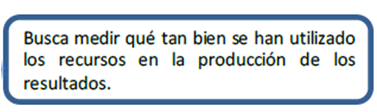 Busca medir qué tan bien se han utilizado
los recursos en la producción de los
resultados.